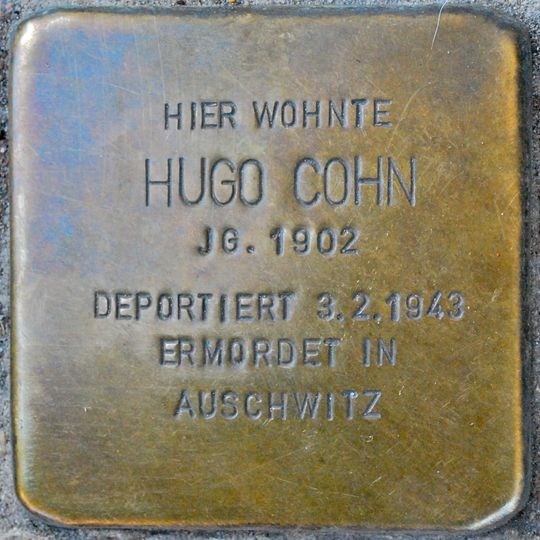 HIER WOHNTE
HUGO COHN
JG. 1902
DEPORTIERT 3.2.1943
ERMORDET IN
AUSCHWITZ